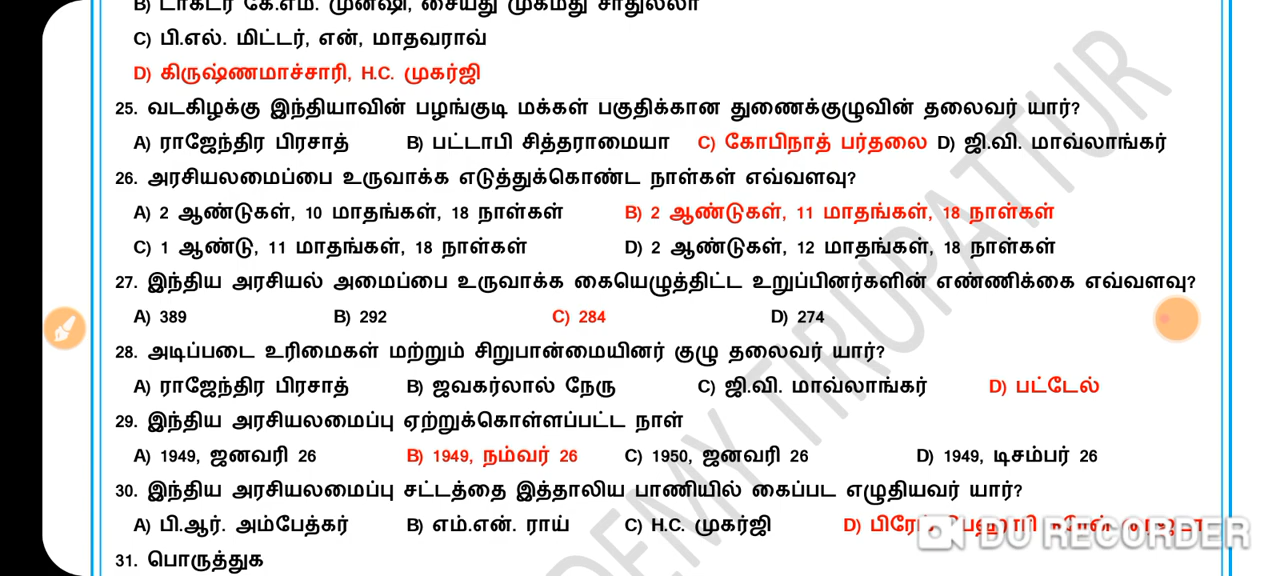 B) டாக்டர் கே.எம். முன்ஷி, சையது முகமது சாதுல்லா
C) பி.எல். மிட்டர், என், மாதவராவ்
D) கிருஷ்ணமாச்சாரி, H.C. முகர்ஜி
25. வடகிழக்கு இந்தியாவின் பழங்குடி மக்கள் பகுதிக்கான துணைக்குழுவின் தலைவர் யார்?
A) ராஜேந்திர பிரசாத் B) பட்டாபி சித்தராமையா C) கோபிநாத் பர்தலை D) ஜி.வி. மாவ்லாங்கர்
26. அரசியலமைப்பை உருவாக்க எடுத்துக்கொண்ட நாள்கள் எவ்வளவு?
A) 2 ஆண்டுகள், 10 மாதங்கள், 18 நாள்கள் B) 2 ஆண்டுகள், 11 மாதங்கள், 18 நாள்கள்
C) 1 ஆண்டு, 11 மாதங்கள், 18 நாள்கள் D) 2 ஆண்டுகள், 12 மாதங்கள், 18 நாள்கள்
27. இந்திய அரசியல் அமைப்பை உருவாக்க கையெழுத்திட்ட உறுப்பினர்களின் எண்ணிக்கை எவ்வளவு?
A) 389 B) 292 C) 284 D) 274
28. அடிப்படை உரிமைகள் மற்றும் சிறுபான்மையினர் குழு தலைவர் யார்?
A) ராஜேந்திர பிரசாத் B) ஜவகர்லால் நேரு C) ஜி.வி. மாவ்லாங்கர் D) பட்டேல்
29. இந்திய அரசியலமைப்பு ஏற்றுக்கொள்ளப்பட்ட நாள்
A) 1949, ஜனவரி 26 B) 1949, நம்வர் 26 C) 1950, ஜனவரி 26 D) 1949, டிசம்பர் 26
30. இந்திய அரசியலமைப்பு சட்டத்தை இத்தாலிய பாணியில் கைப்பட எழுதியவர் யார்?
A) பி.ஆர். அம்பேத்கர் B) எம்.என். ராய் C) H.C. முகர்ஜி D)
31. பொருத்துக
DEMY TIRUPATTUR
DU RECORDER